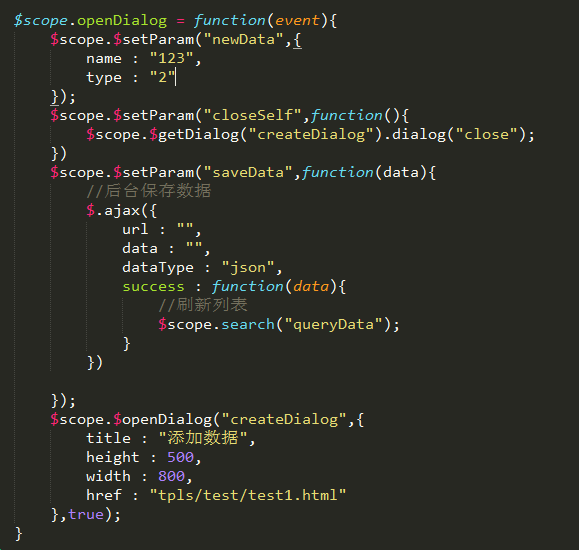 $scope.openDialog = function(event){
    $scope.$setParam("newData",{
        name : "123",
        type : "2"
    });
    $scope.$setParam("closeSelf",function(){
        $scope.$getDialog("createDialog").dialog("close");
    })
    $scope.$setParam("saveData",function(data){
        //后台保存数据
        $.ajax({
            url : "",
            data : "",
            dataType : "json",
            success : function(data){
                //刷新列表
                $scope.search("queryData");
            }
        })

    });
    $scope.$openDialog("createDialog",{
        title : "添加数据",
        height : 500,
        width : 800,
        href : "tpls/test/test1.html"
    },true);
}